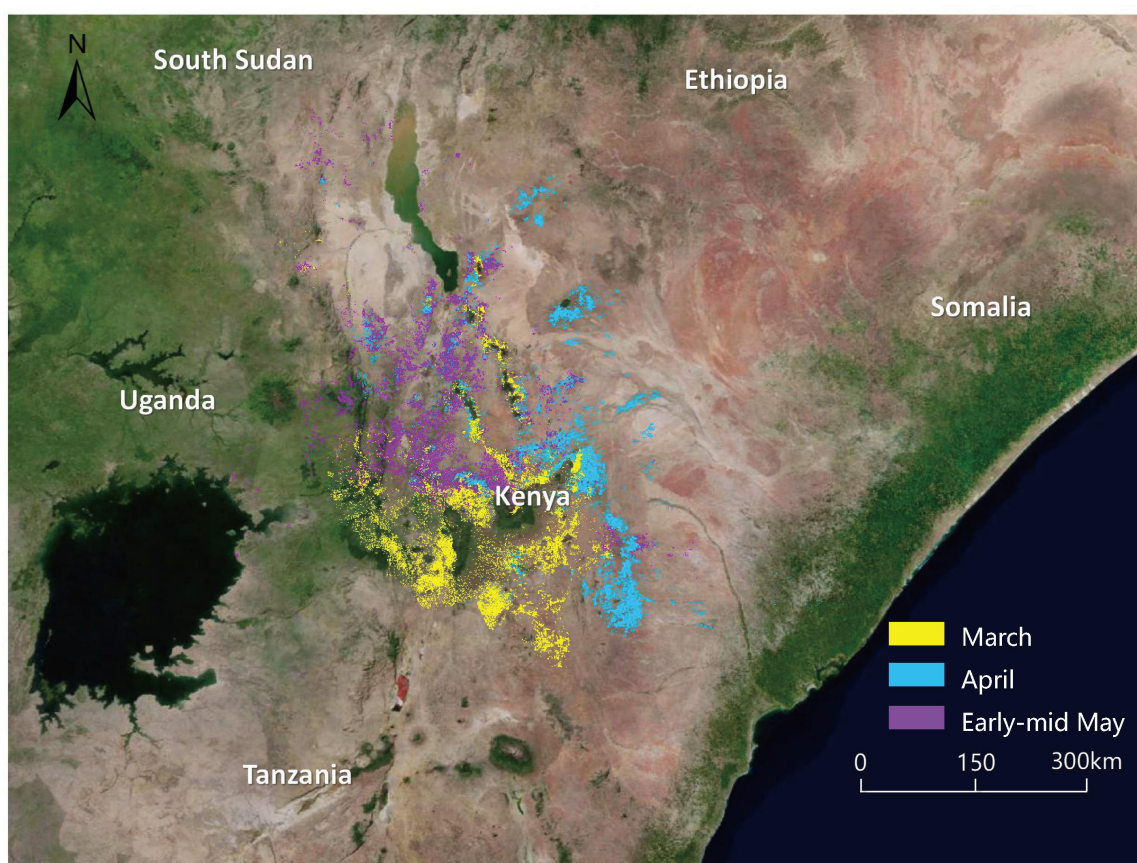 N
South Sudan
Ethiopia
Somalia
Uganda
Kenya
March
April
Early-mid May
0 150 300km
Tanzania